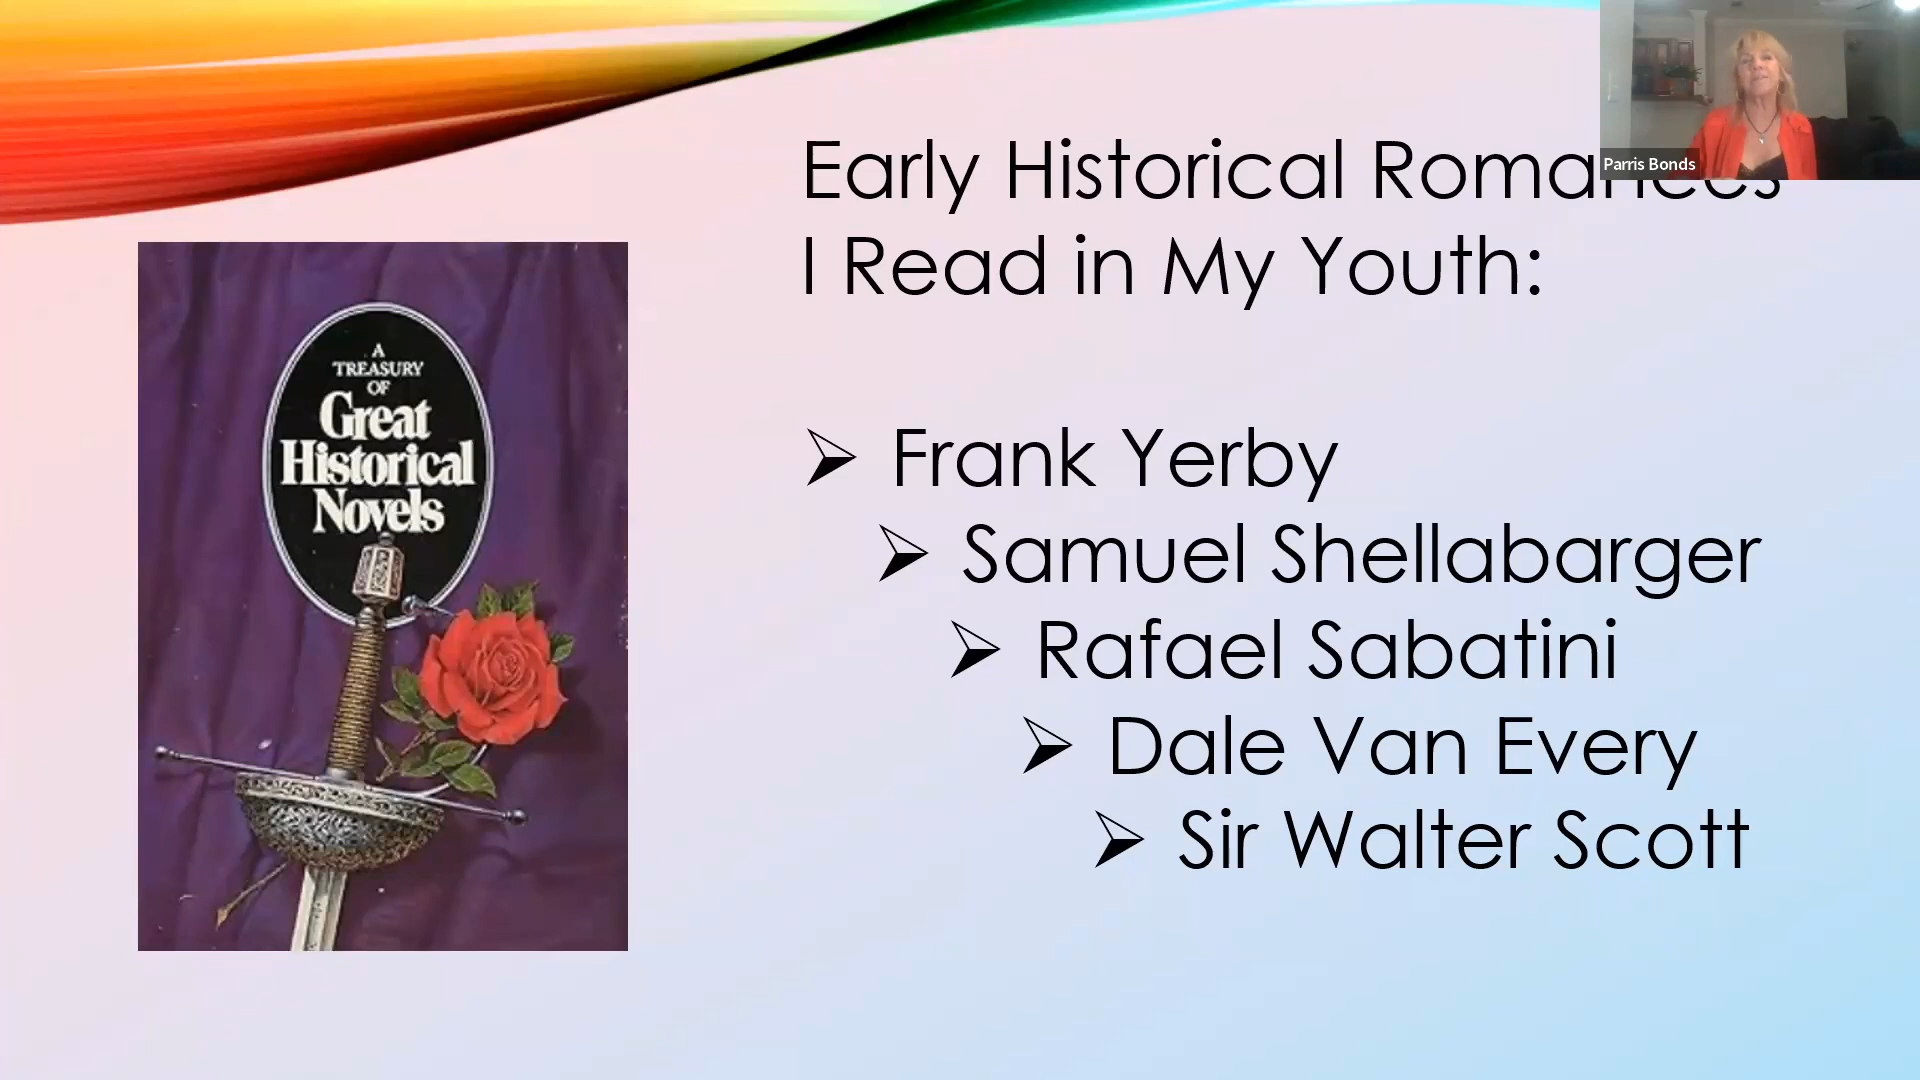 Early Historical Romances
I Read in My Youth:
Parris Bonds
A
TREASURY
OF
Great
Historical
Novels
Frank Yerby
Samuel Shellabarger
Rafael Sabatini
Dale Van Every
Sir Walter Scott